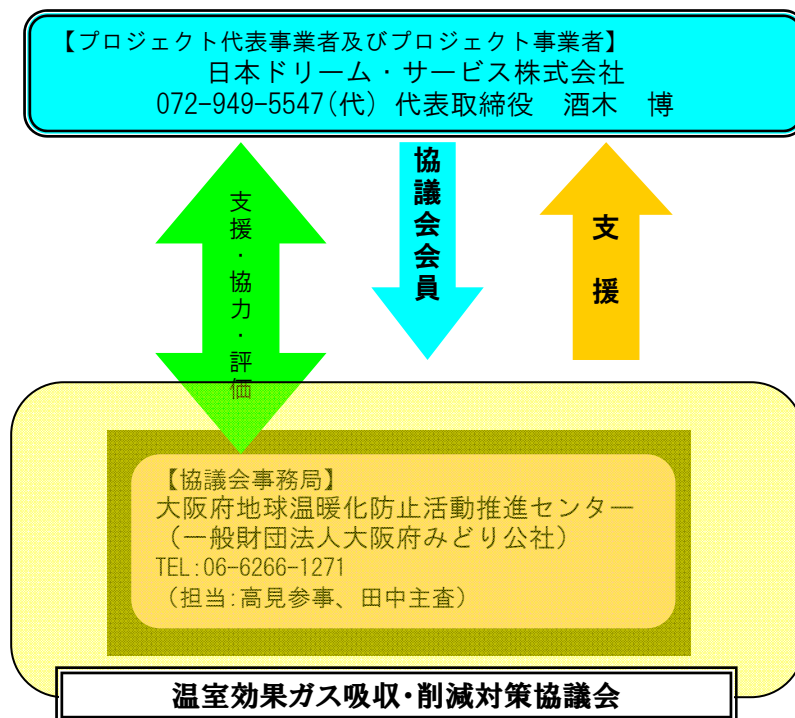 【プロジェクト代表事業者及びプロジェクト事業者】
日本ドリーム・サービス株式会社
072-949-5547(代) 代表取締役　酒木　博
支援・協力・評価
協議会会員
支援
【協議会事務局】
大阪府地球温暖化防止活動推進センター
（一般財団法人大阪府みどり公社）
TEL:06-6266-1271
（担当:高見参事、田中主査）
温室効果ガス吸収・削減対策協議会